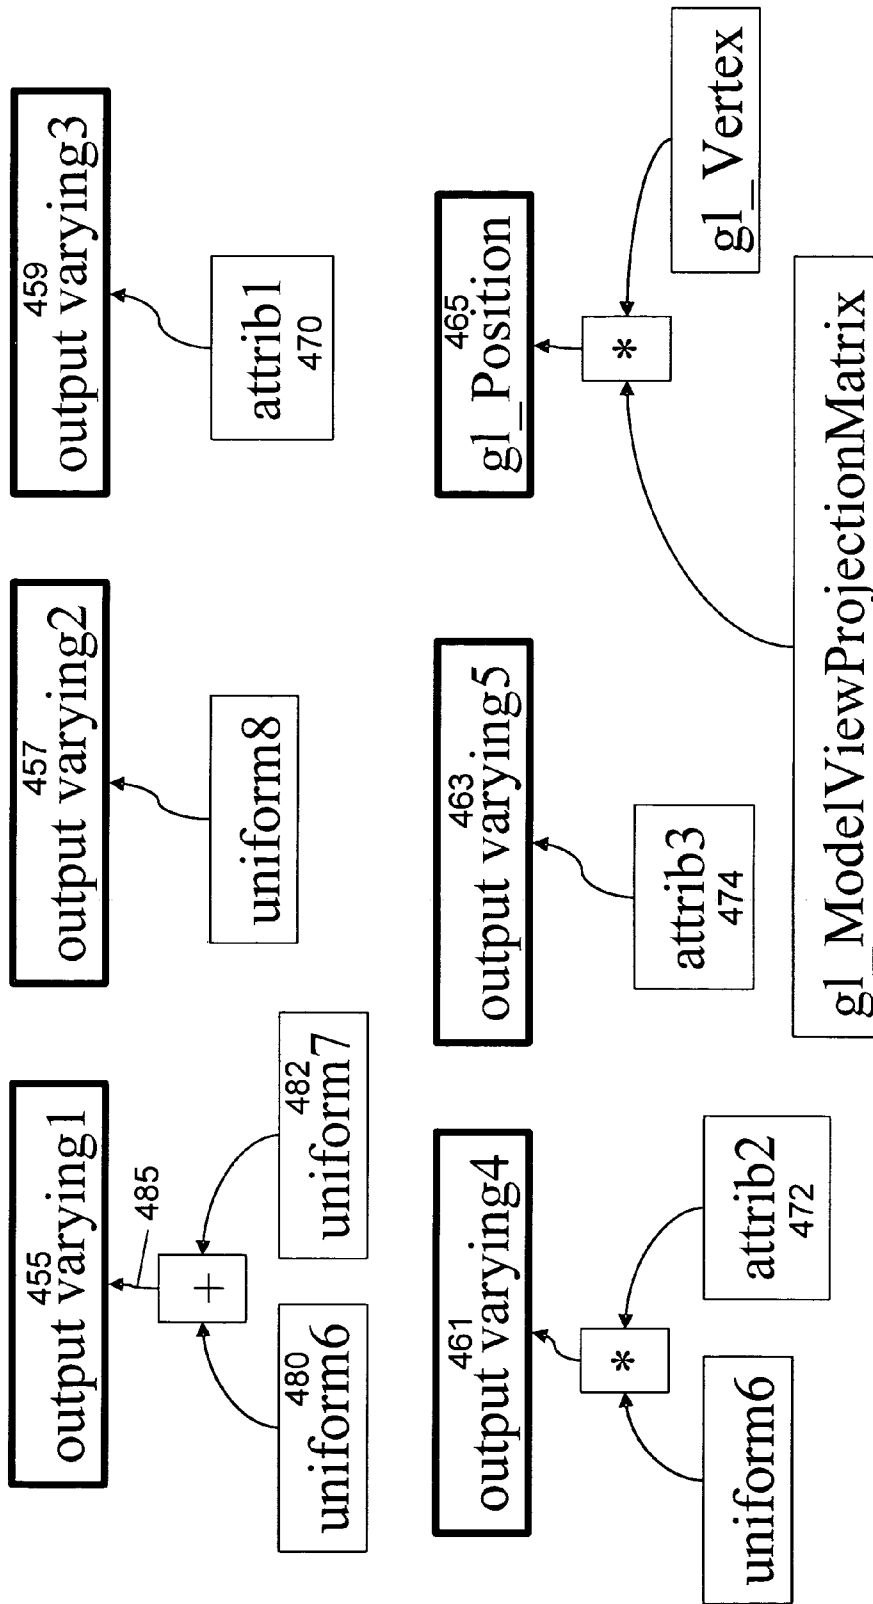 455
output varying1
485
+
480
uniform6
482
uniform7
457
output varying2
uniform8
459
output varying3
attrib1
470
461
output varying4
*
uniform6
attrib2
472
463
output varying5
attrib3
474
465
gl_Position
*
gl_Vertex
gl_ModelViewProjectionMatrix